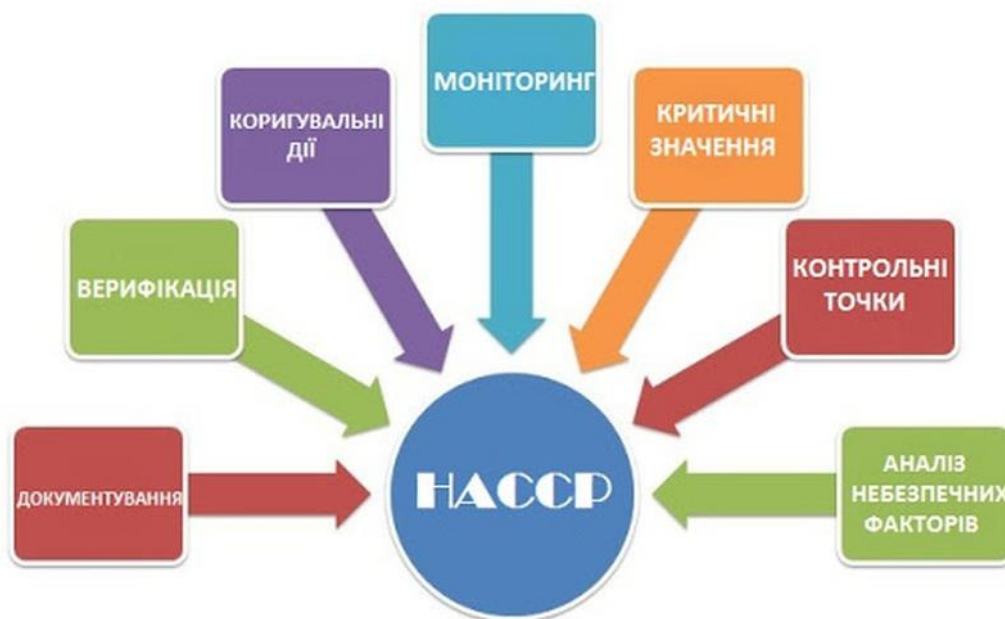 МОНІТОРИНГ
КОРИГУВАЛЬНІ
ДІЇ
КРИТИЧНІ
ЗНАЧЕННЯ
ВЕРИФІКАЦІЯ
КОНТРОЛЬНІ
ТОЧКИ
ДОКУМЕНТУВАННЯ
HACCP
АНАЛІЗ
НЕБЕЗПЕЧНИХ
ФАКТОРІВ